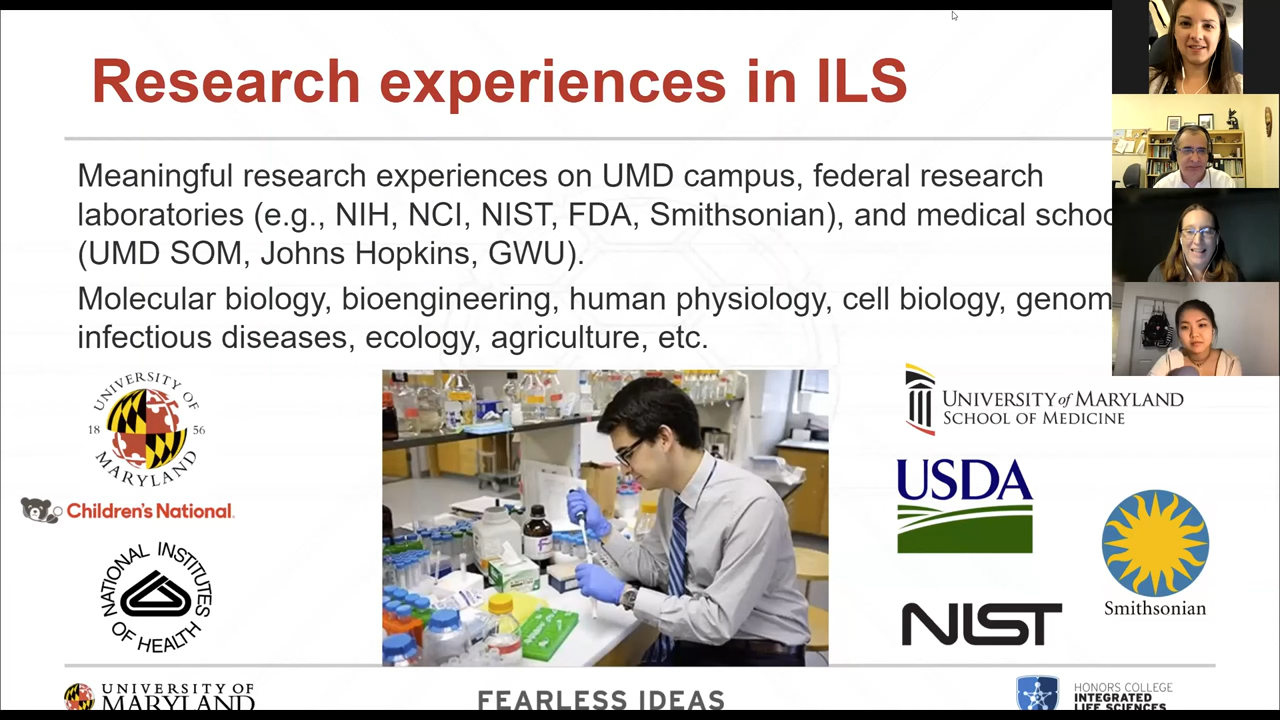 Research experiences in ILS
Meaningful research experiences on UMD campus, federal research
laboratories (e.g., NIH, NCI, NIST, FDA, Smithsonian), and medical schoo
(UMD SOM, Johns Hopkins, GWU).
Molecular biology, bioengineering, human physiology, cell biology, genom
infectious diseases, ecology, agriculture, etc.
UNIVERSITY OF
18 56
MARYLAND
Children's National
NATIONAL INSTITUTES
OF HEALTH
UNIVERSITY of MARYLAND
SCHOOL OF MEDICINE
USDA
Smithsonian
NIST
UNIVERSITY OF
MARYLAND
FEARLESS IDEAS
HONORS COLLEGE
INTEGRATED
LIFE SCIENCES